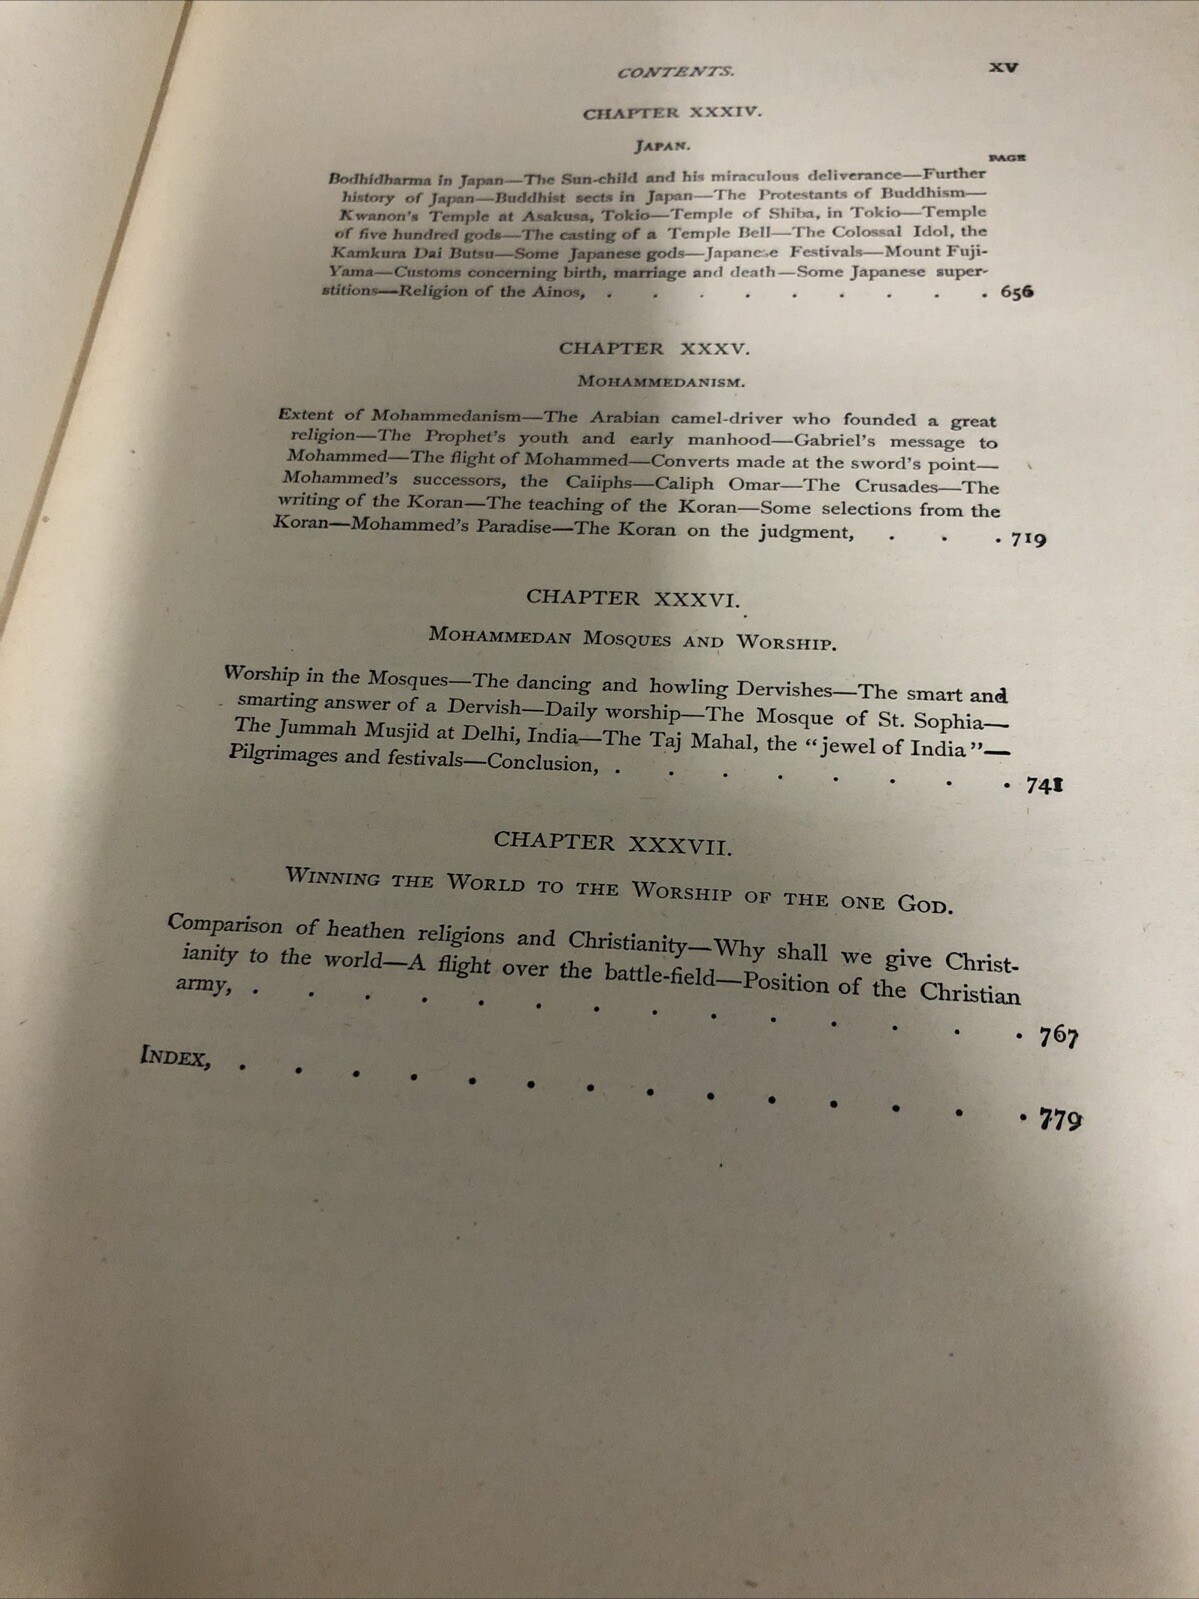 CONTENTS. XV
CHAPTER XXXIV.
JAPAN.
PAGE
Bodhidharma in Japan—The Sun-child and his miraculous deliverance—Further
history of Japan—Buddhist sects in Japan—The Protestants of Buddhism—
Kwanon's Temple at Asakusa, Tokio—Temple of Shiba, in Tokio—Temple
of five hundred gods—The casting of a Temple Bell—The Colossal Idol, the
Kamkura Dai Butsu—Some Japanese gods—Japanese Festivals—Mount Fuji-
Yama—Customs concerning birth, marriage and death—Some Japanese super-
stitions—Religion of the Ainos, . . . . . . . . . 656
CHAPTER XXXV.
MOHAMMEDANISM.
Extent of Mohammedanism—The Arabian camel-driver who founded a great
religion—The Prophet's youth and early manhood—Gabriel's message to
Mohammed—The flight of Mohammed—Converts made at the sword's point—
Mohammed's successors, the Caliphs—Caliph Omar—The Crusades—The
writing of the Koran—The teaching of the Koran—Some selections from the
Koran—Mohammed's Paradise—The Koran on the judgment, . . . 719
CHAPTER XXXVI.
MOHAMMEDAN MOSQUES AND WORSHIP.
Worship in the Mosques—The dancing and howling Dervishes—The smart and
smarting answer of a Dervish—Daily worship—The Mosque of St. Sophia—
The Jummah Musjid at Delhi, India—The Taj Mahal, the "jewel of India"—
Pilgrimages and festivals—Conclusion, . . . . . . . . 741
CHAPTER XXXVII.
WINNING THE WORLD TO THE WORSHIP OF THE ONE GOD.
Comparison of heathen religions and Christianity—Why shall we give Christ-
ianity to the world—A flight over the battle-field—Position of the Christian
army, . . . . . . . . . . . . . . 767
INDEX, . . . . . . . . . . . . . . 779